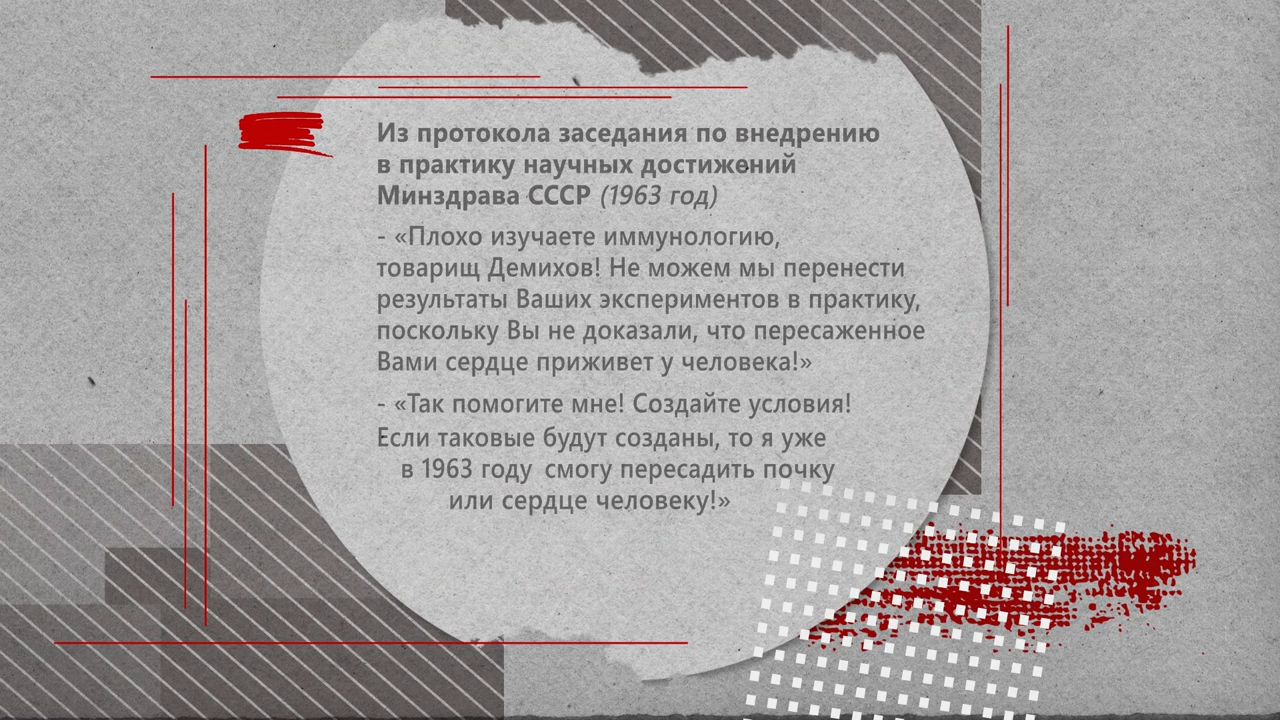 Из протокола заседания по внедрению
в практику научных достижений
Минздрава СССР (1963 год)
- «Плохо изучаете иммунологию,
товарищ Демихов! Не можем мы перенести
результаты Ваших экспериментов в практику,
поскольку Вы не доказали, что пересаженное
Вами сердце приживет у человека!»
- «Так помогите мне! Создайте условия!
Если таковые будут созданы, то я уже
в 1963 году смогу пересадить почку
или сердце человеку!»